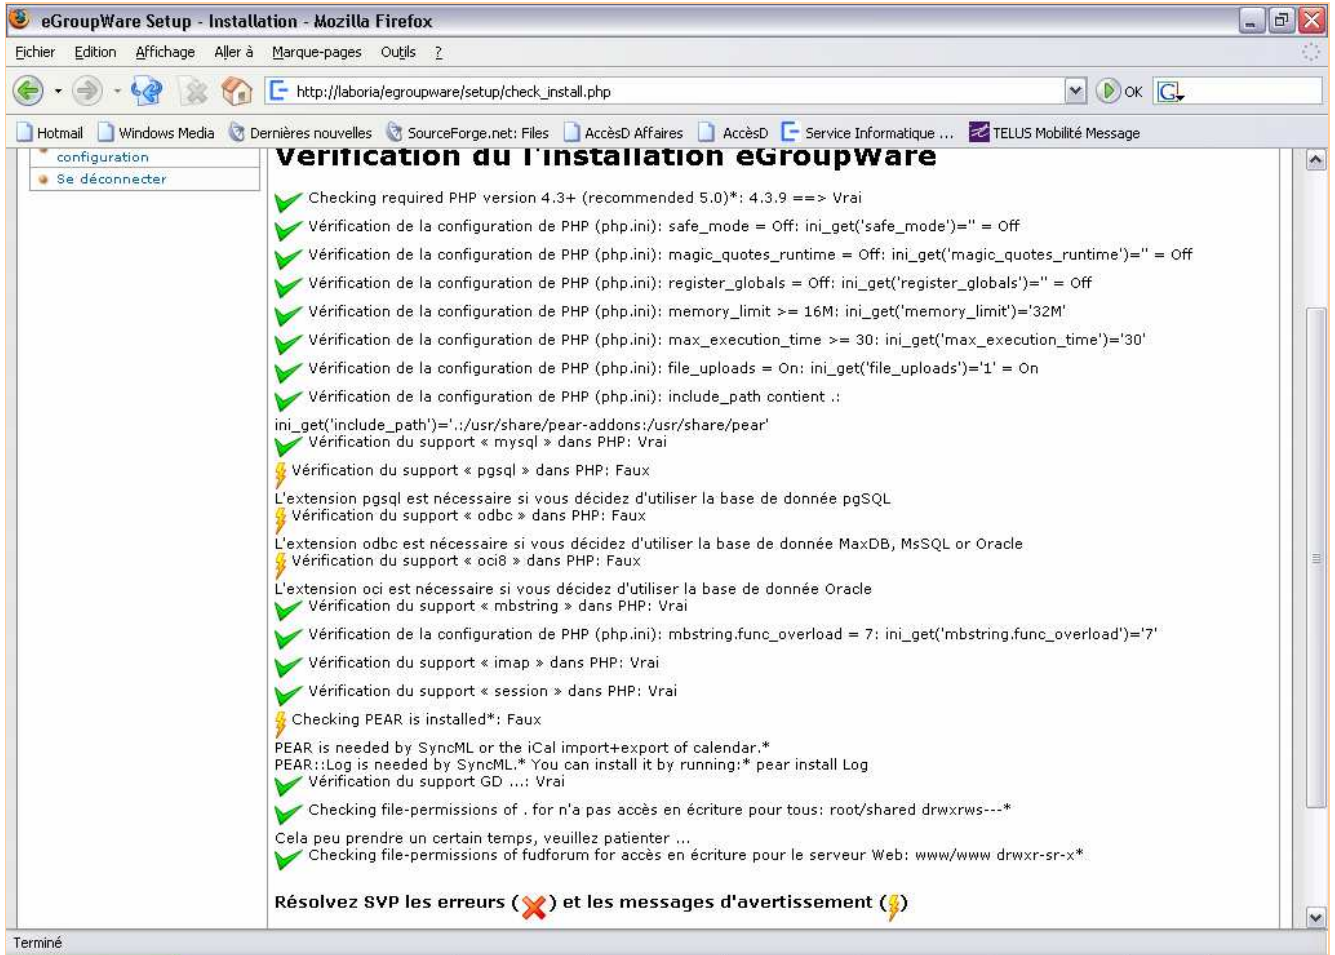 eGroupWare Setup - Installation - Mozilla Firefox
Fichier Edition Affichage Aller à Marque-pages Outils ?
http://laboria/egroupware/setup/check_install.php OK G
Hotmail Windows Media Dernières nouvelles SourceForge.net: Files AccèsD Affaires AccèsD Service Informatique ... TELUS Mobilité Message
configuration
Se déconnecter
Vérification du l'installation eGroupWare
Checking required PHP version 4.3+ (recommended 5.0)*: 4.3.9 ==> Vrai
Vérification de la configuration de PHP (php.ini): safe_mode = Off: ini_get('safe_mode')='' = Off
Vérification de la configuration de PHP (php.ini): magic_quotes_runtime = Off: ini_get('magic_quotes_runtime')='' = Off
Vérification de la configuration de PHP (php.ini): register_globals = Off: ini_get('register_globals')='' = Off
Vérification de la configuration de PHP (php.ini): memory_limit >= 16M: ini_get('memory_limit')='32M'
Vérification de la configuration de PHP (php.ini): max_execution_time >= 30: ini_get('max_execution_time')='30'
Vérification de la configuration de PHP (php.ini): file_uploads = On: ini_get('file_uploads')='1' = On
Vérification de la configuration de PHP (php.ini): include_path contient .:
ini_get('include_path')='.:/usr/share/pear-addons:/usr/share/pear'
Vérification du support « mysql » dans PHP: Vrai
Vérification du support « pgsql » dans PHP: Faux
L'extension pgsql est nécessaire si vous décidez d'utiliser la base de donnée pgSQL
Vérification du support « odbc » dans PHP: Faux
L'extension odbc est nécessaire si vous décidez d'utiliser la base de donnée MaxDB, MsSQL or Oracle
Vérification du support « oci8 » dans PHP: Faux
L'extension oci est nécessaire si vous décidez d'utiliser la base de donnée Oracle
Vérification du support « mbstring » dans PHP: Vrai
Vérification de la configuration de PHP (php.ini): mbstring.func_overload = 7: ini_get('mbstring.func_overload')='7'
Vérification du support « imap » dans PHP: Vrai
Vérification du support « session » dans PHP: Vrai
Checking PEAR is installed*: Faux
PEAR is needed by SyncML or the iCal import+export of calendar.*
PEAR::Log is needed by SyncML.* You can install it by running:* pear install Log
Vérification du support GD ...: Vrai
Checking file-permissions of . for n'a pas accès en écriture pour tous: root/shared drwxrws---*
Cela peu prendre un certain temps, veuillez patienter ...
Checking file-permissions of fudforum for accès en écriture pour le serveur Web: www/www drwxr-sr-x*
Résolvez SVP les erreurs ( ) et les messages d'avertissement ( )
Terminé